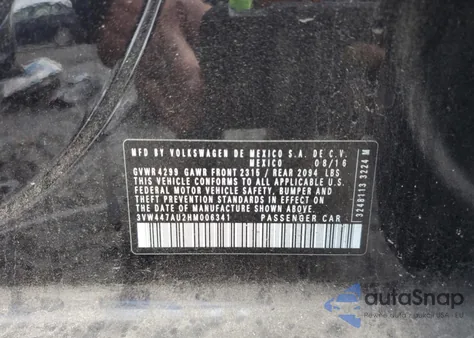 MFD BY VOLKSWAGEN DE MEXICO S.A. DE C.V.
MEXICO 08/16
GVWR 4299 GAWR FRONT 2315 / REAR 2094 LBS
THIS VEHICLE CONFORMS TO ALL APPLICABLE U.S.
FEDERAL MOTOR VEHICLE SAFETY, BUMPER AND
THEFT PREVENTION STANDARDS IN EFFECT ON
THE DATE OF MANUFACTURE SHOWN ABOVE.
3VW447AU2HM006341 PASSENGER CAR
3248113 3224 M
autoSnap